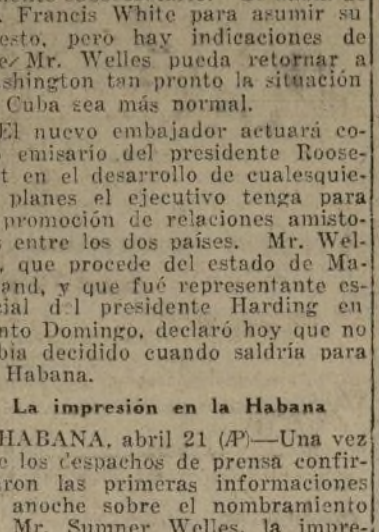 . Francis White para asumir su
esto, pero hay indicaciones de
e Mr. Welles pueda retornar a
shington tan pronto la situación
Cuba sea más normal.
El nuevo embajador actuará co-
emisario del presidente Roose-
t en el desarrollo de cualesquie-
planes el ejecutivo tenga para
promoción de relaciones amisto-
s entre los dos países. Mr. Wel-
, que procede del estado de Ma-
and, y que fué representante es-
cial del presidente Harding en
nto Domingo, declaró hoy que no
bía decidido cuando saldría para
Habana.
La impresión en la Habana
HABANA, abril 21 (AP)—Una vez
e los despachos de prensa confir-
ron las primeras informaciones
anoche sobre el nombramiento
Mr. Sumner Welles, la impre-